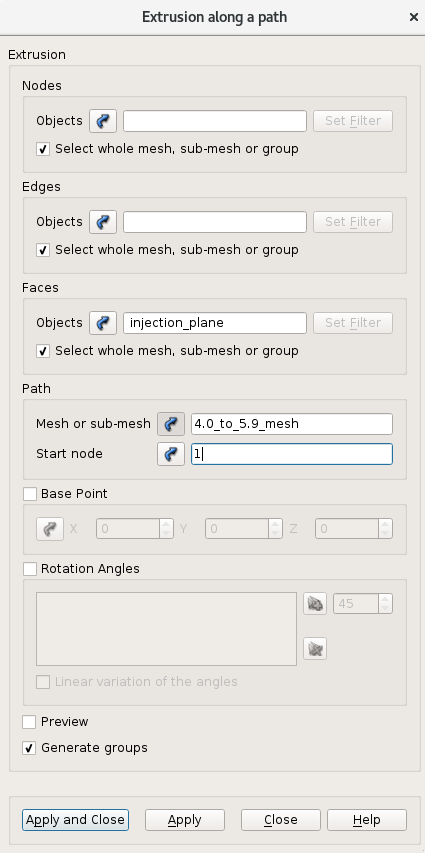 Extrusion along a path ×
Extrusion
Nodes
Objects Set Filter
Select whole mesh, sub-mesh or group
Edges
Objects Set Filter
Select whole mesh, sub-mesh or group
Faces
Objects injection_plane Set Filter
Select whole mesh, sub-mesh or group
Path
Mesh or sub-mesh 4.0_to_5.9_mesh
Start node 1
Base Point
X 0 Y 0 Z 0
Rotation Angles
45
Linear variation of the angles
Preview
Generate groups
Apply and Close Apply Close Help